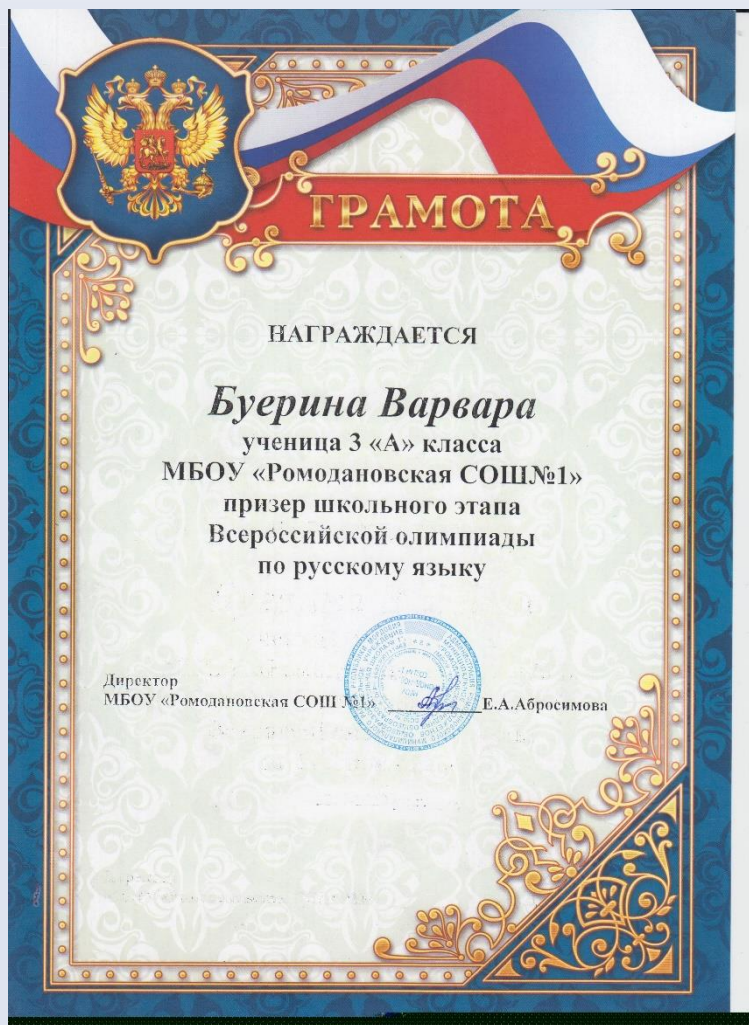 ГРАМОТА
НАГРАЖДАЕТСЯ
Буерина Варвара
ученица 3 «А» класса
МБОУ «Ромодановская СОШ№1»
призер школьного этапа
Всероссийской олимпиады
по русскому языку
Директор
МБОУ «Ромодановская СОШ №1» ____________Е.А.Абросимова